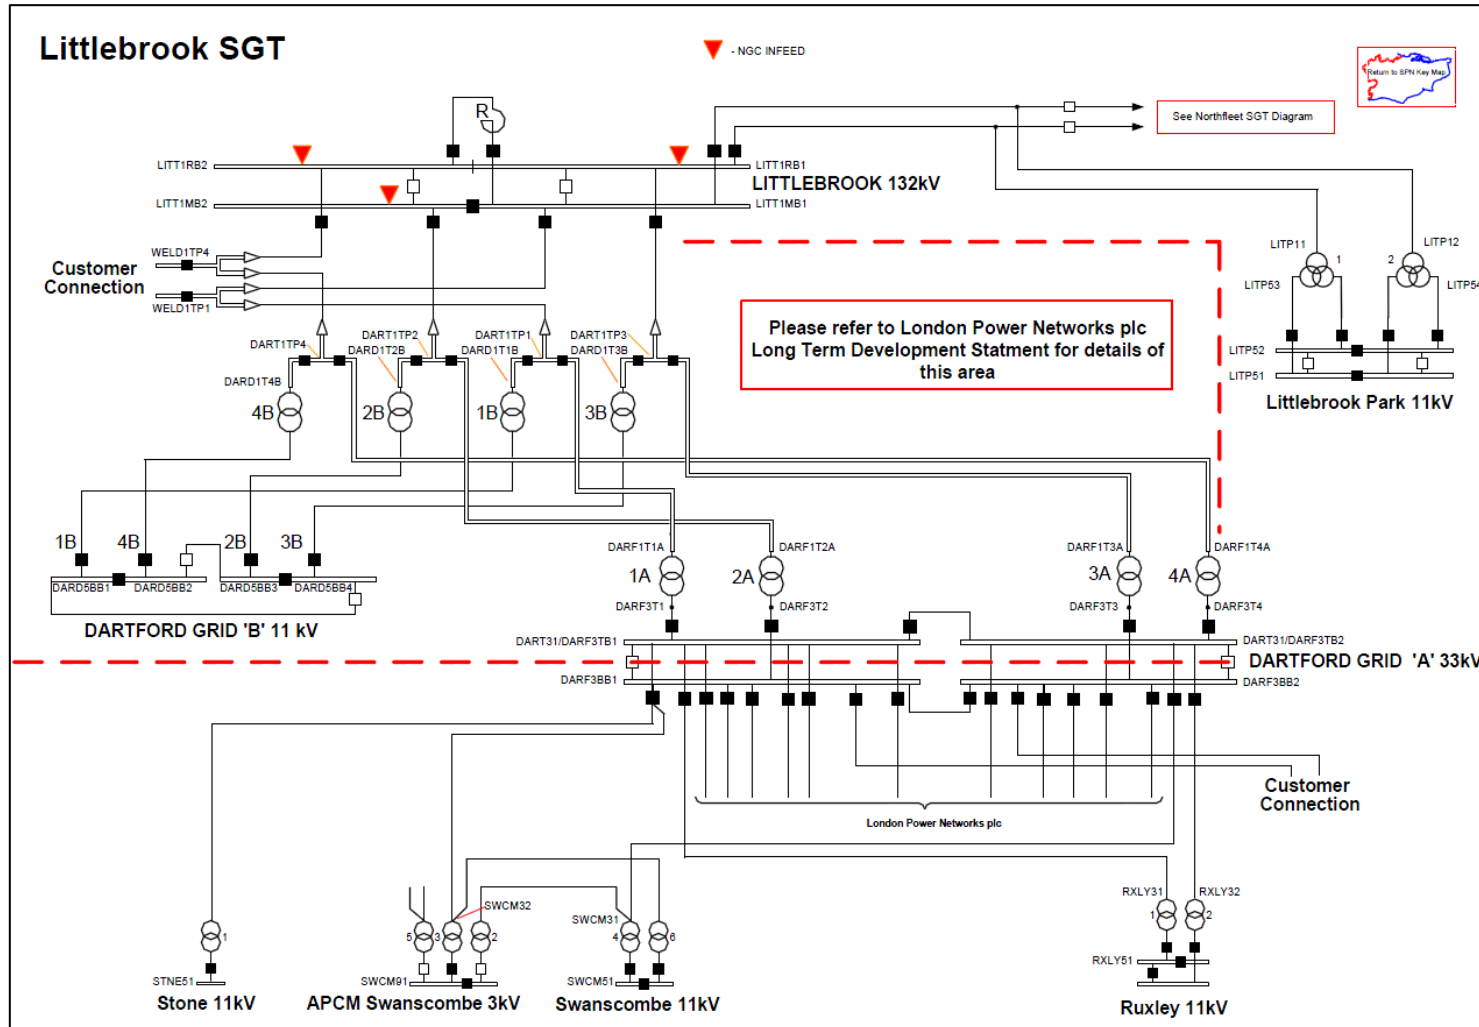 Littlebrook SGT
- NGC INFEED
Return to SPN Key Map
R
See Northfleet SGT Diagram
LITT1RB2
LITT1RB1
LITTLEBROOK 132kV
LITT1MB2
LITT1MB1
WELD1TP4
Customer
Connection
WELD1TP1
LITP11
LITP12
1
2
LITP53
LITP54
Please refer to London Power Networks plc
Long Term Development Statment for details of
this area
DART1TP4
DART1TP2
DARD1T2B
DART1TP1
DARD1T1B
DART1TP3
DARD1T3B
DARD1T4B
LITP52
LITP51
Littlebrook Park 11kV
4B
2B
1B
3B
1B
4B
2B
3B
DARD5BB1
DARD5BB2
DARD5BB3
DARD5BB4
DARTFORD GRID 'B' 11 kV
DARF1T1A
DARF1T2A
DARF1T3A
DARF1T4A
1A
2A
3A
4A
DARF3T1
DARF3T2
DARF3T3
DARF3T4
DART31/DARF3TB1
DART31/DARF3TB2
DARTFORD GRID 'A' 33kV
DARF3BB1
DARF3BB2
Customer
Connection
London Power Networks plc
SWCM32
SWCM31
RXLY31
RXLY32
1
5
3
2
4
6
1
2
STNE51
SWCM91
SWCM51
RXLY51
Stone 11kV
APCM Swanscombe 3kV
Swanscombe 11kV
Ruxley 11kV